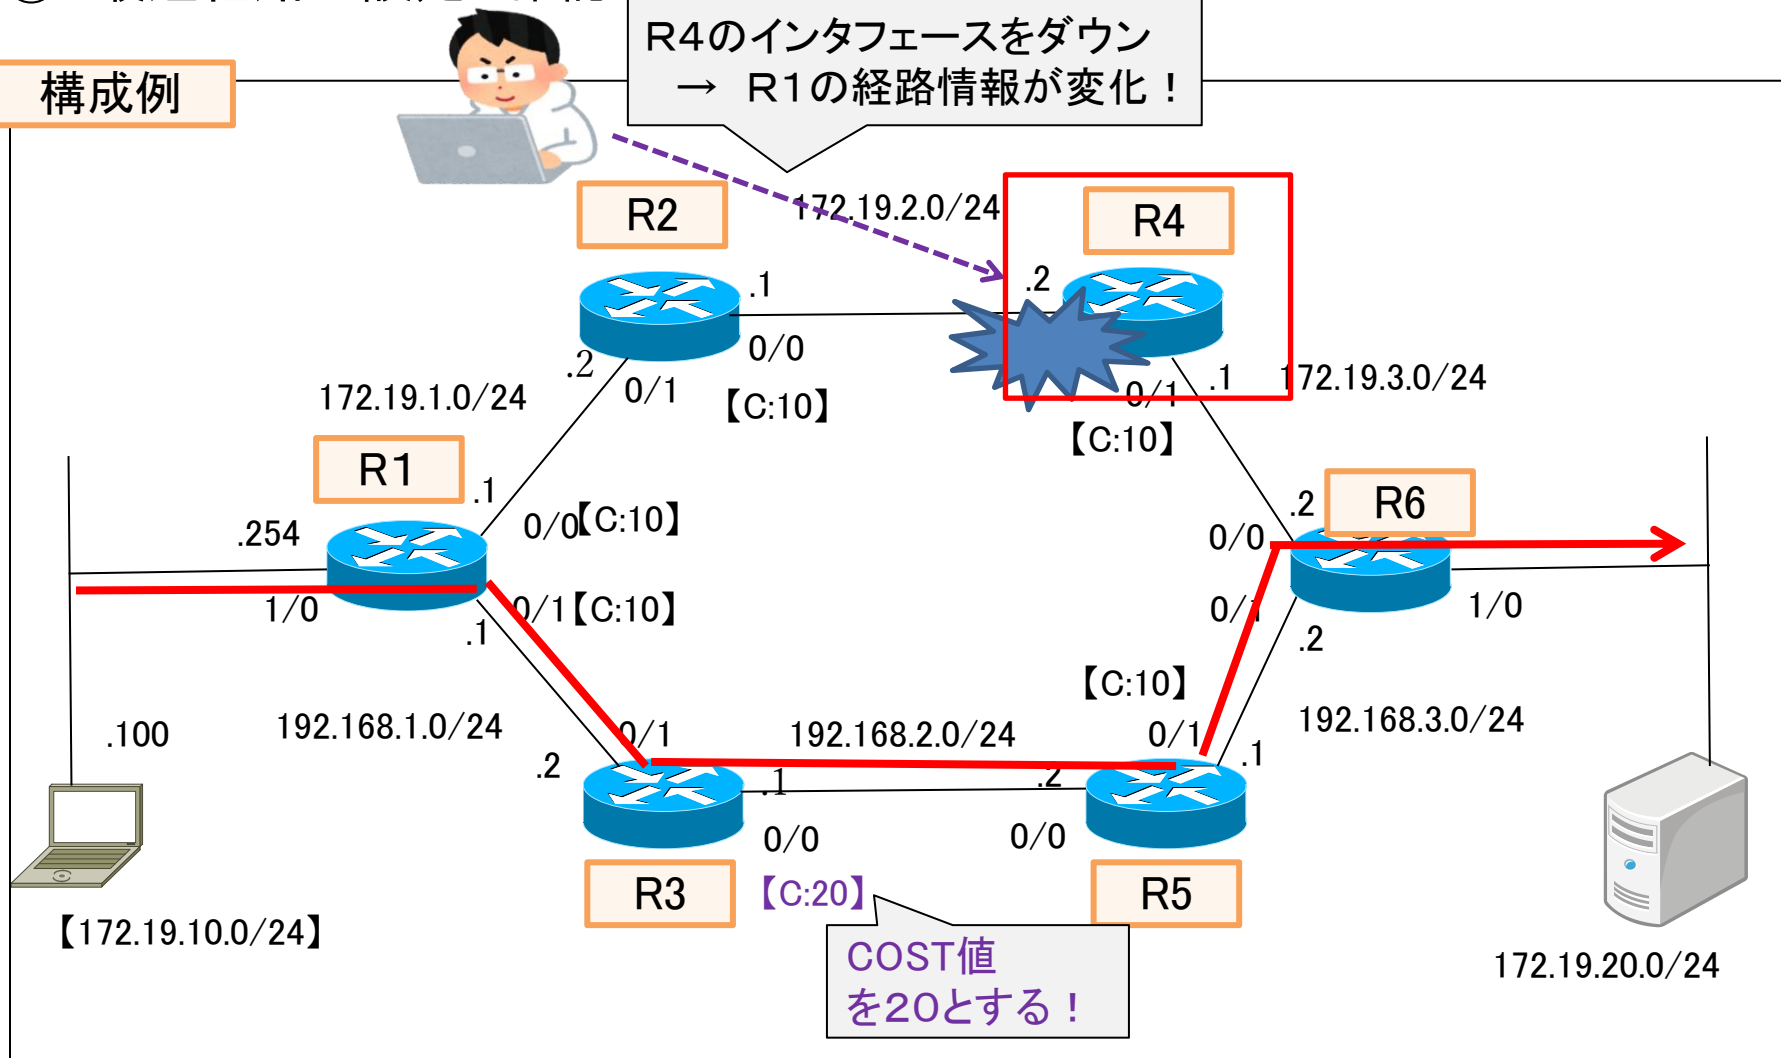 R4のインタフェースをダウン
→ R1の経路情報が変化!
構成例
R2
172.19.2.0/24
R4
.1
.2
0/0
.2
0/1
【C:10】
172.19.1.0/24
0/1
.1
172.19.3.0/24
【C:10】
R1
.1
0/0【C:10】
.254
.2
R6
0/0
1/0
0/1【C:10】
.1
0/1
1/0
.2
【C:10】
.100
192.168.1.0/24
0/1
192.168.2.0/24
0/1
192.168.3.0/24
.2
.1
.2
.1
0/0
0/0
R3
【C:20】
R5
【172.19.10.0/24】
COST値
を20とする!
172.19.20.0/24